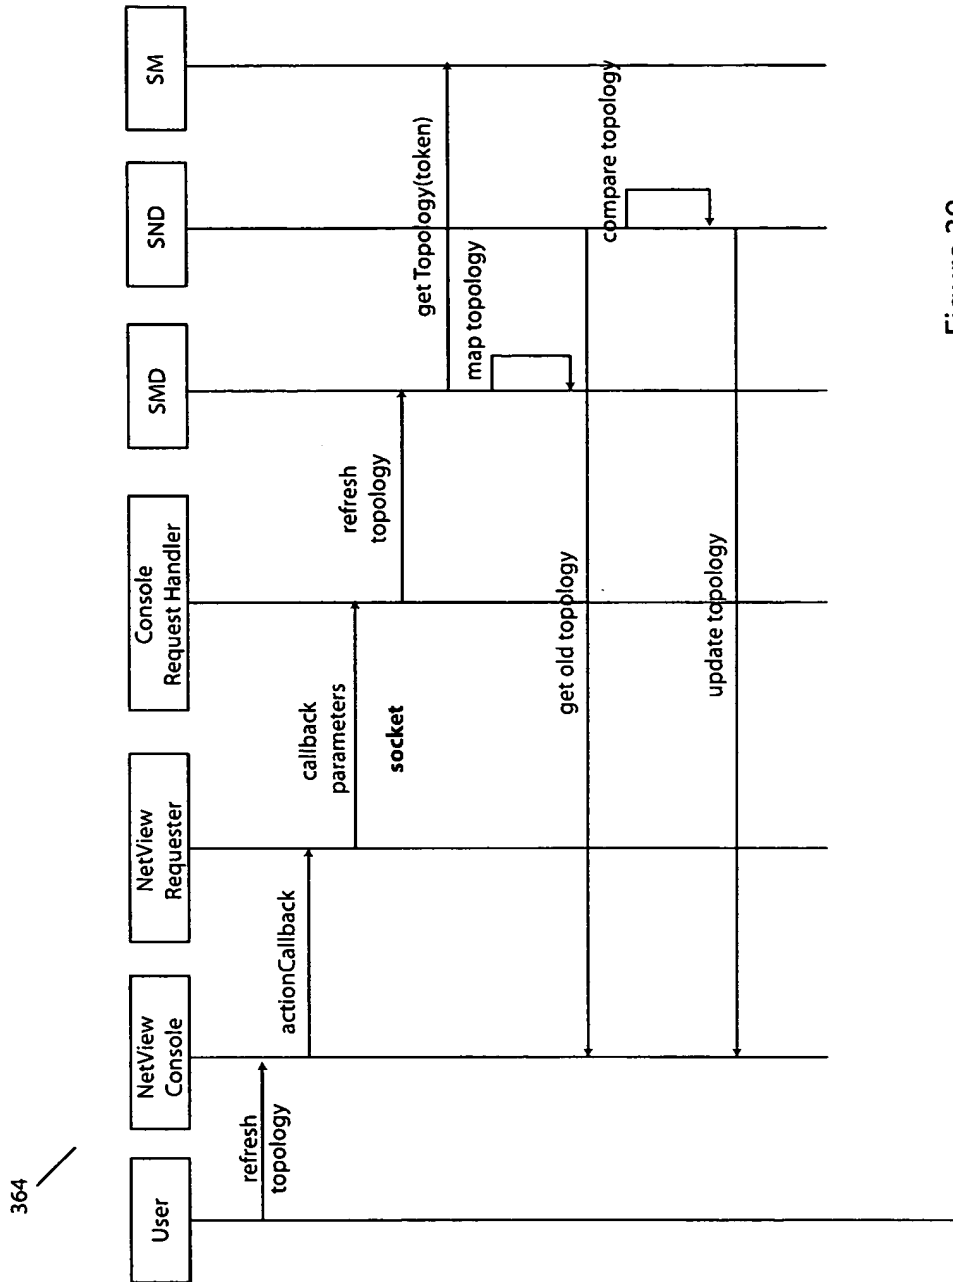 364
User
NetView
Console
NetView
Requester
Console
Request Handler
SMD
SND
SM
refresh
topology
actionCallback
callback
parameters
socket
refresh
topology
get Topology(token)
map topology
get old topology
compare topology
update topology